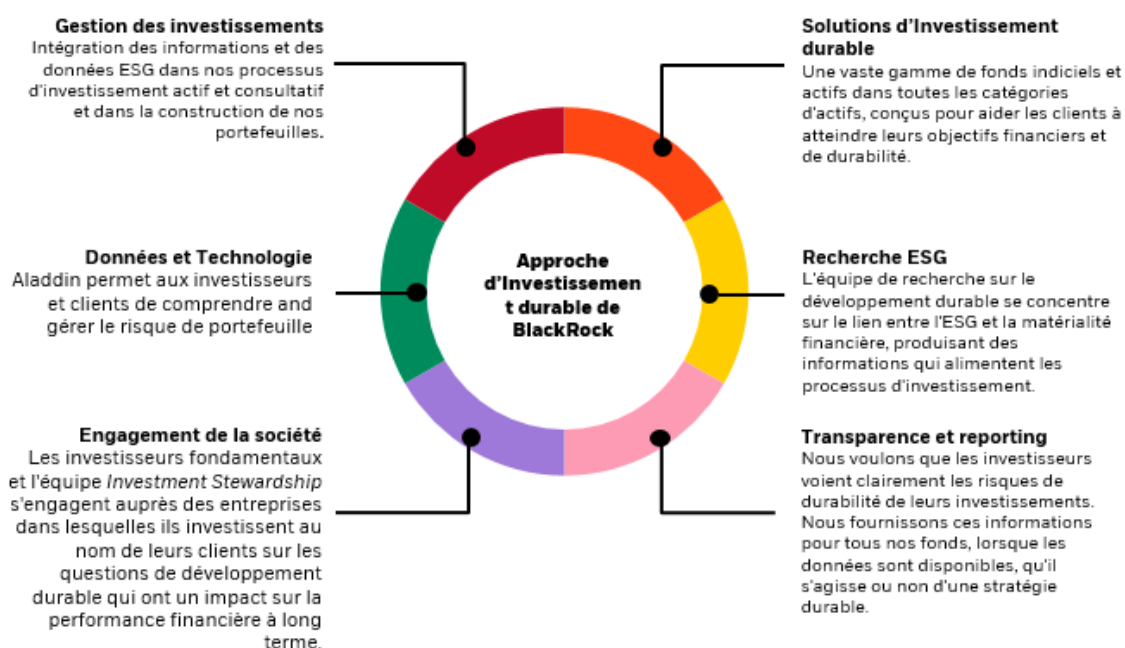 Gestion des investissements
Intégration des informations et des
données ESG dans nos processus
d'investissement actif et consultatif
et dans la construction de nos
portefeuilles.
Solutions d'Investissement
durable
Une vaste gamme de fonds indiciels et
actifs dans toutes les catégories
d'actifs, conçus pour aider les clients à
atteindre leurs objectifs financiers et
de durabilité.
Données et Technologie
Aladdin permet aux investisseurs
et clients de comprendre and
gérer le risque de portefeuille
Approche
d'Investissemen
t durable de
BlackRock
Recherche ESG
L'équipe de recherche sur le
développement durable se concentre
sur le lien entre l'ESG et la matérialité
financière, produisant des
informations qui alimentent les
processus d'investissement.
Engagement de la société
Les investisseurs fondamentaux
et l'équipe Investment Stewardship
s'engagent auprès des entreprises
dans lesquelles ils investissent au
nom de leurs clients sur les
questions de développement
durable qui ont un impact sur la
performance financière à long
terme.
Transparence et reporting
Nous voulons que les investisseurs
voient clairement les risques de
durabilité de leurs investissements.
Nous fournissons ces informations
pour tous nos fonds, lorsque les
données sont disponibles, qu'il
s'agisse ou non d'une stratégie
durable.